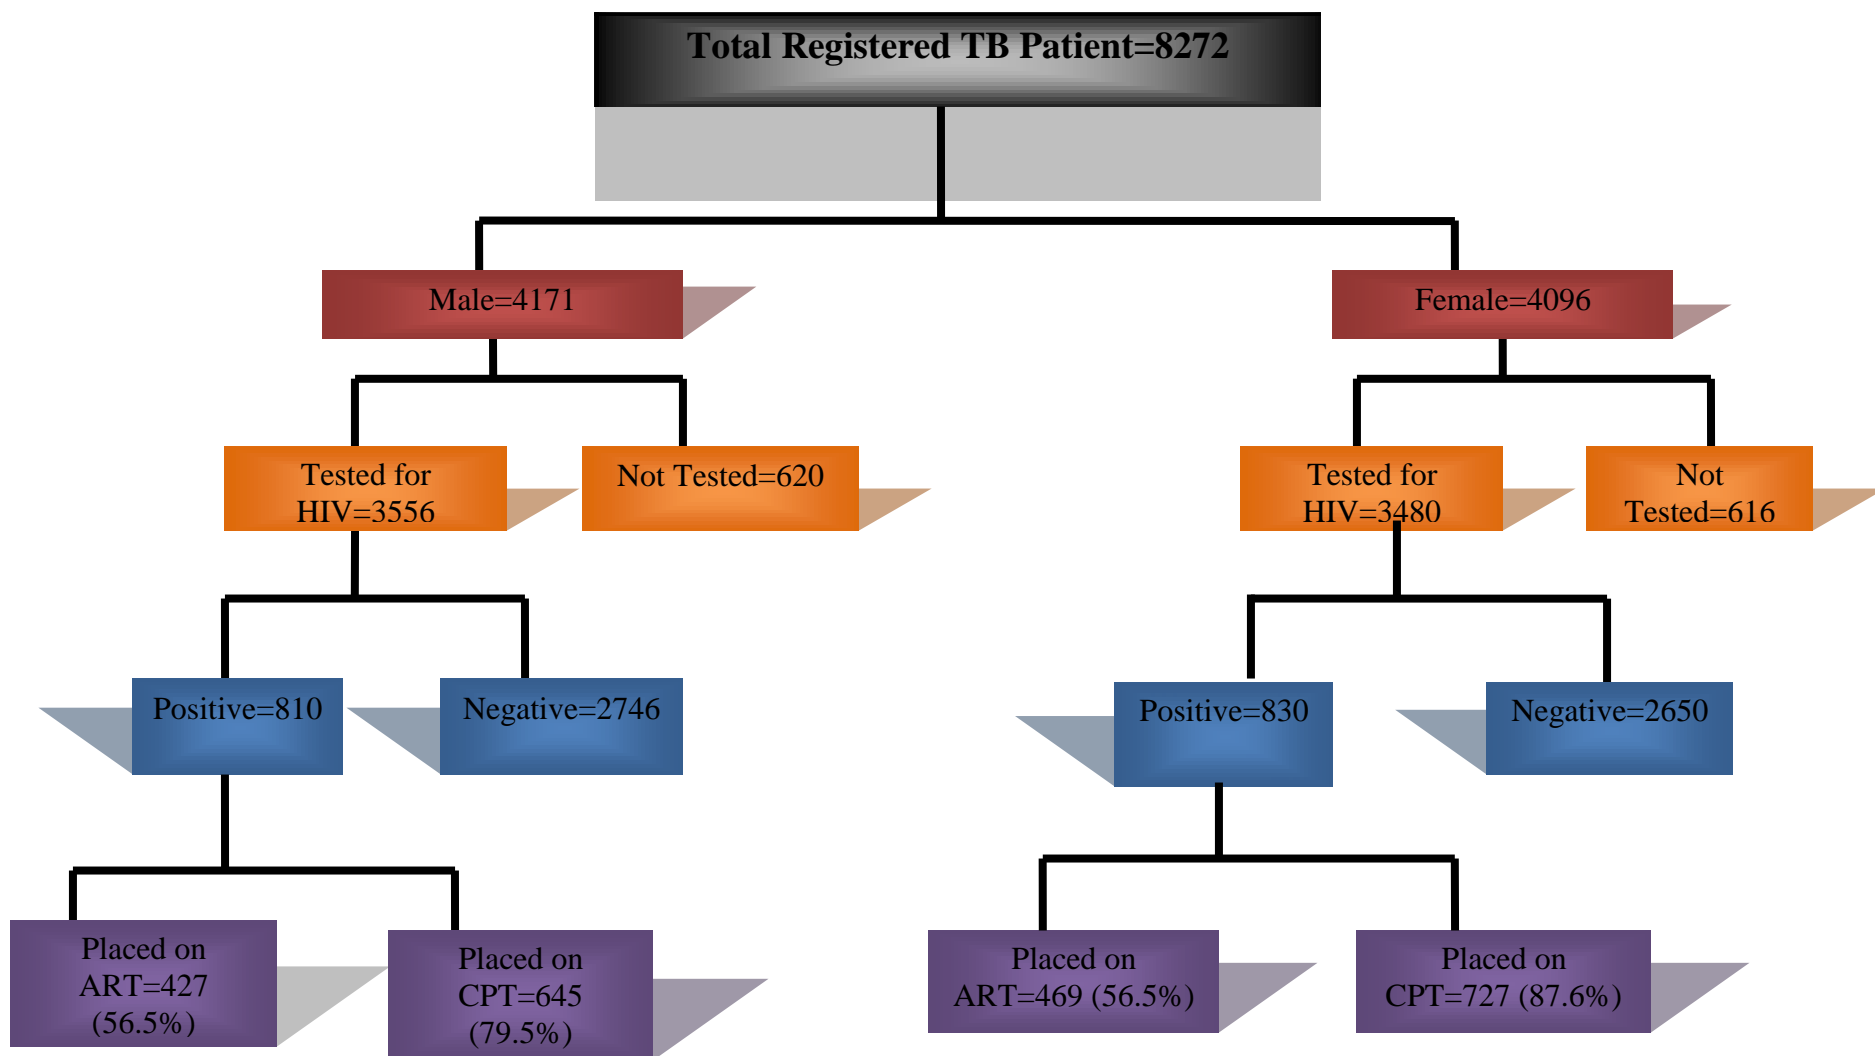 Total Registered TB Patient=8272
Male=4171
Female=4096
Tested for
HIV=3556
Not Tested=620
Tested for
HIV=3480
Not
Tested=616
Positive=810
Negative=2746
Positive=830
Negative=2650
Placed on
ART=427
(56.5%)
Placed on
CPT=645
(79.5%)
Placed on
ART=469 (56.5%)
Placed on
CPT=727 (87.6%)